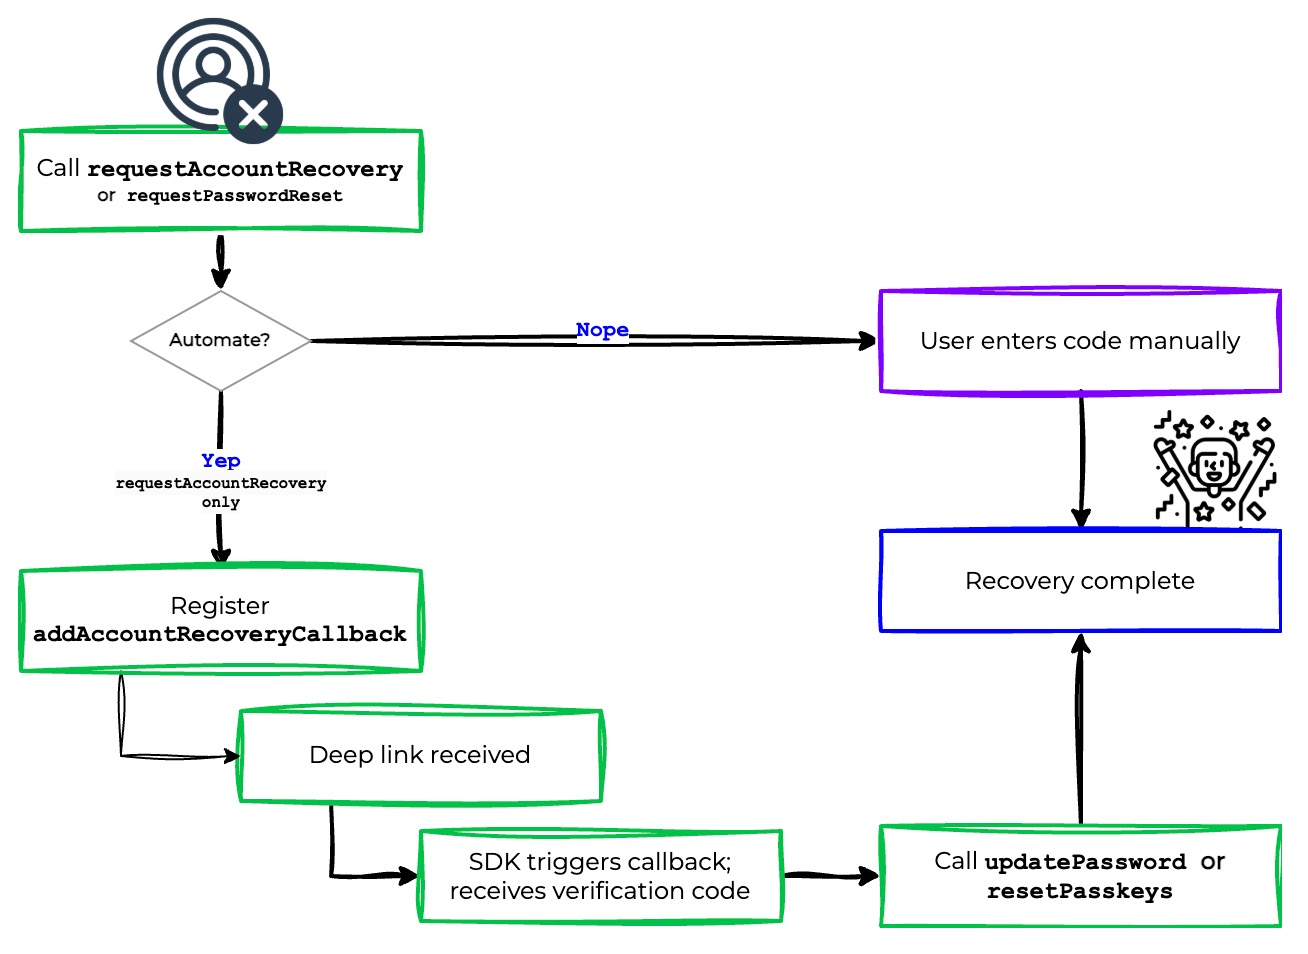 Call requestAccountRecovery
or requestPasswordReset
Automate?
Nope
User enters code manually
Yep
requestAccountRecovery
only
Recovery complete
Register
addAccountRecoveryCallback
Deep link received
SDK triggers callback;
receives verification code
Call updatePassword or
resetPasskeys